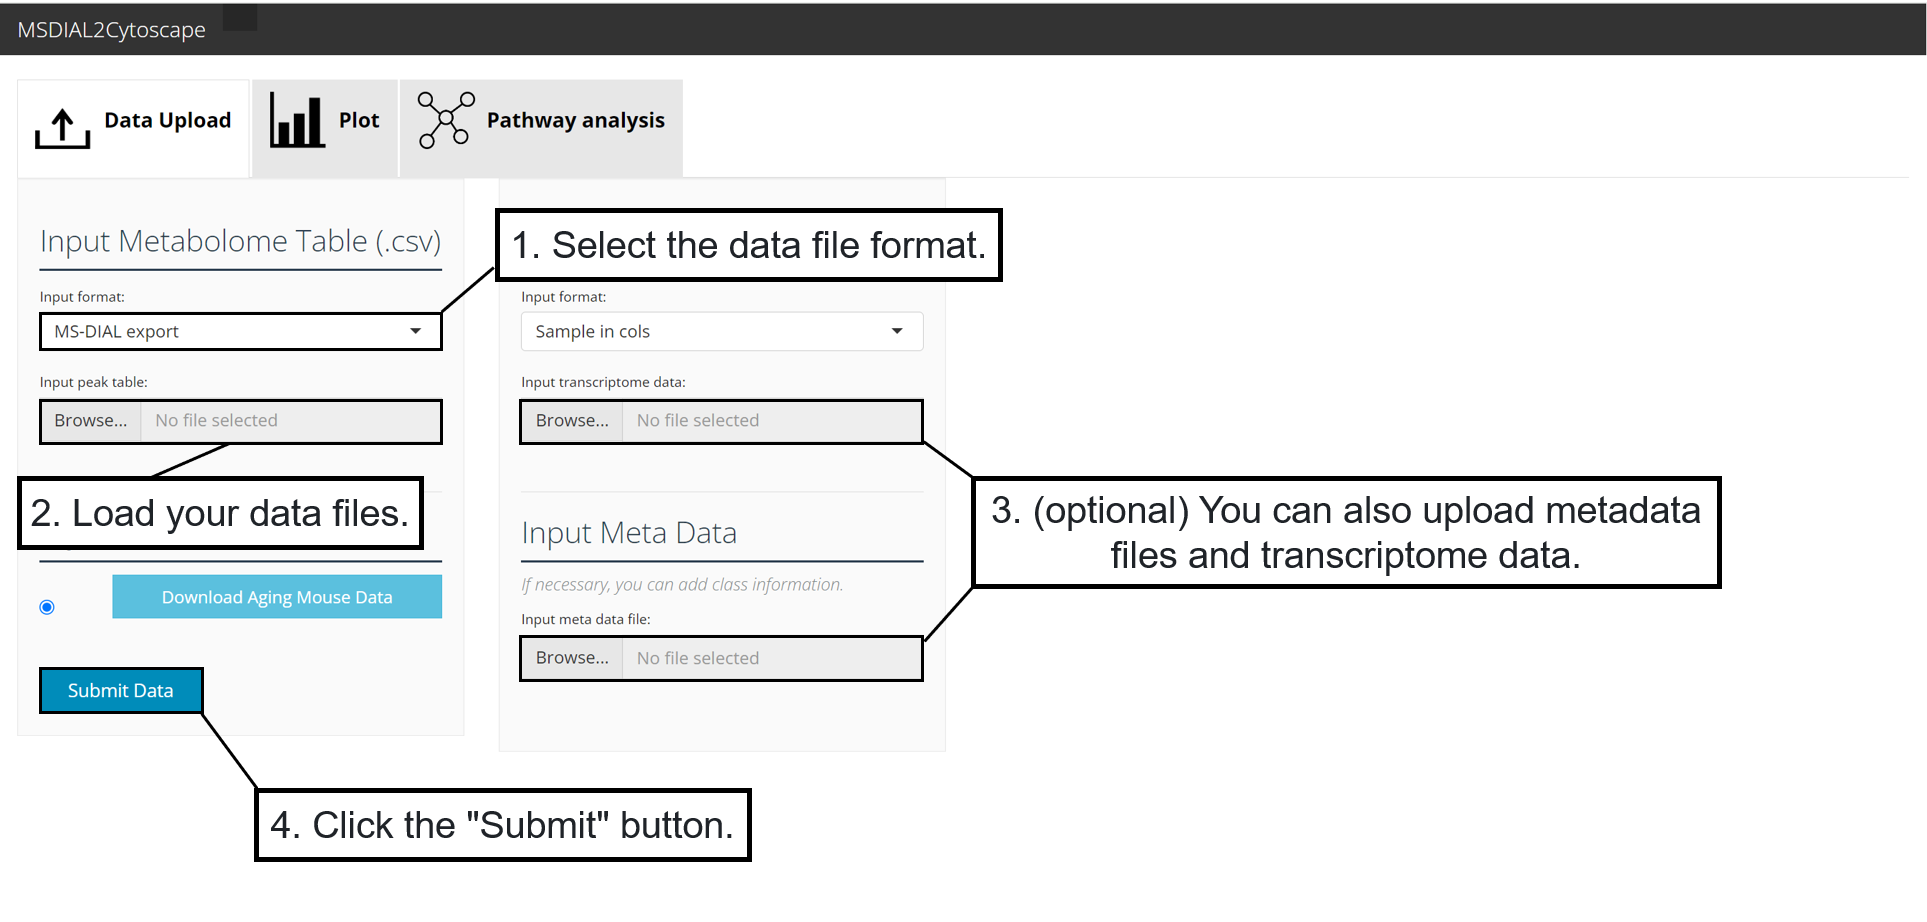 MSDIAL2Cytoscape
Data Upload
Plot
Pathway analysis
Input Metabolome Table (.csv)
1. Select the data file format.
Input format:
MS-DIAL export
Input peak table:
Browse... No file selected
2. Load your data files.
Download Aging Mouse Data
Submit Data
Input format:
Sample in cols
Input transcriptome data:
Browse... No file selected
3. (optional) You can also upload metadata
files and transcriptome data.
Input Meta Data
If necessary, you can add class information.
Input meta data file:
Browse... No file selected
4. Click the "Submit" button.